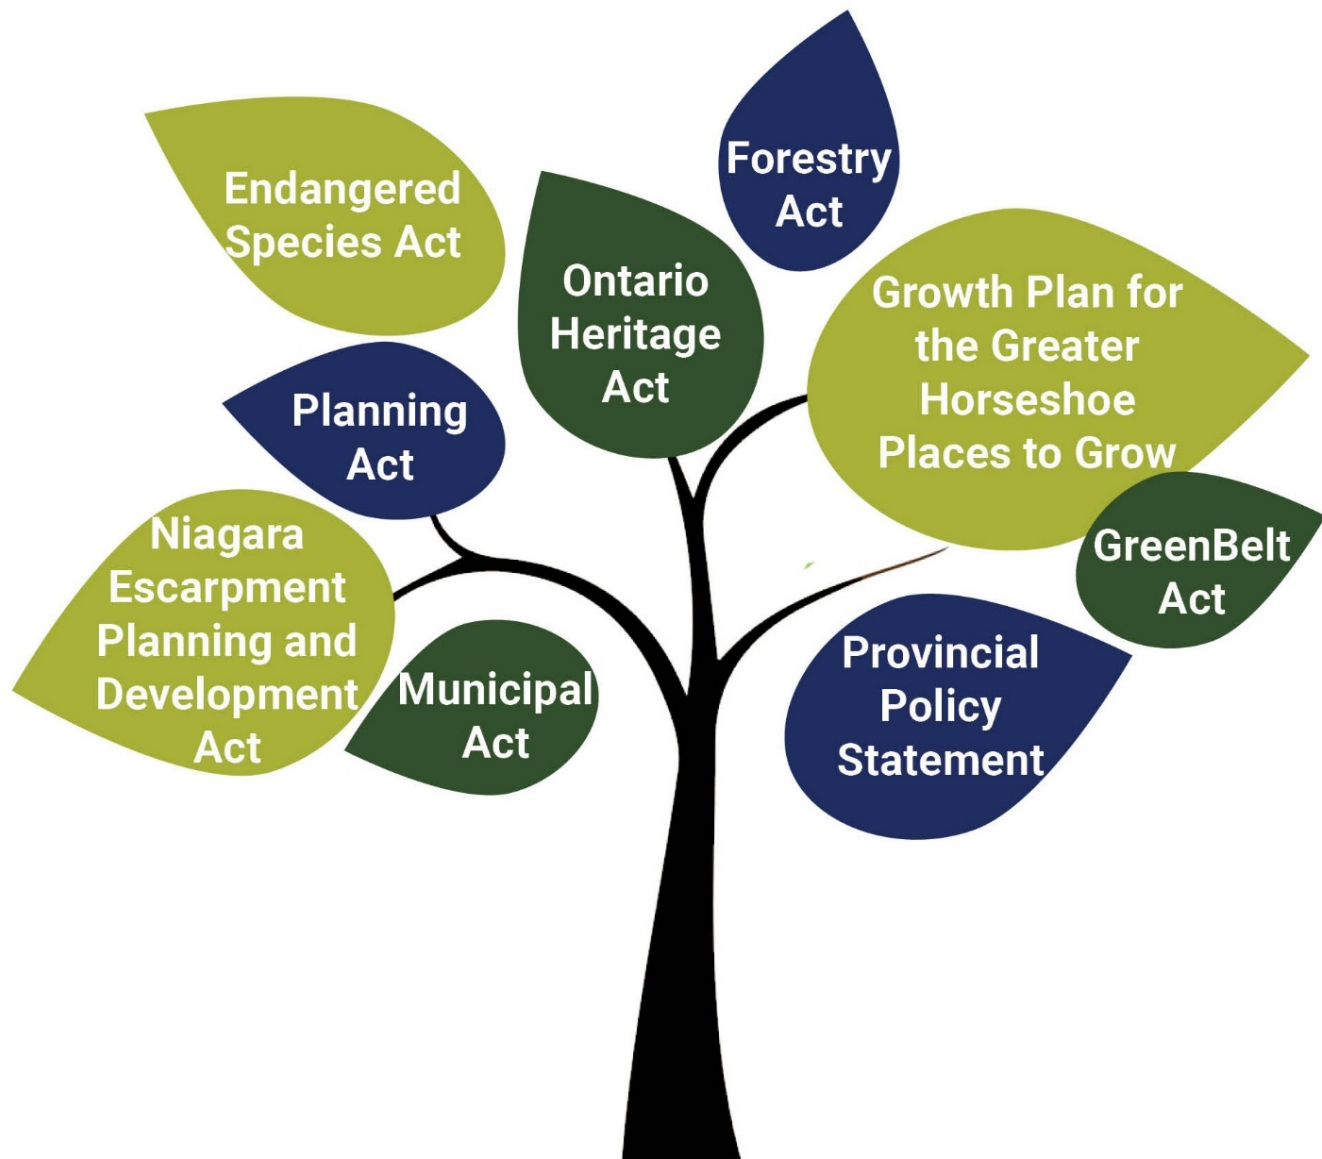 Forestry
Act
Endangered
Species Act
Ontario
Heritage
Act
Growth Plan for
the Greater
Horseshoe
Places to Grow
Planning
Act
Niagara
Escarpment
Planning and
Development
Act
GreenBelt
Act
Municipal
Act
Provincial
Policy
Statement